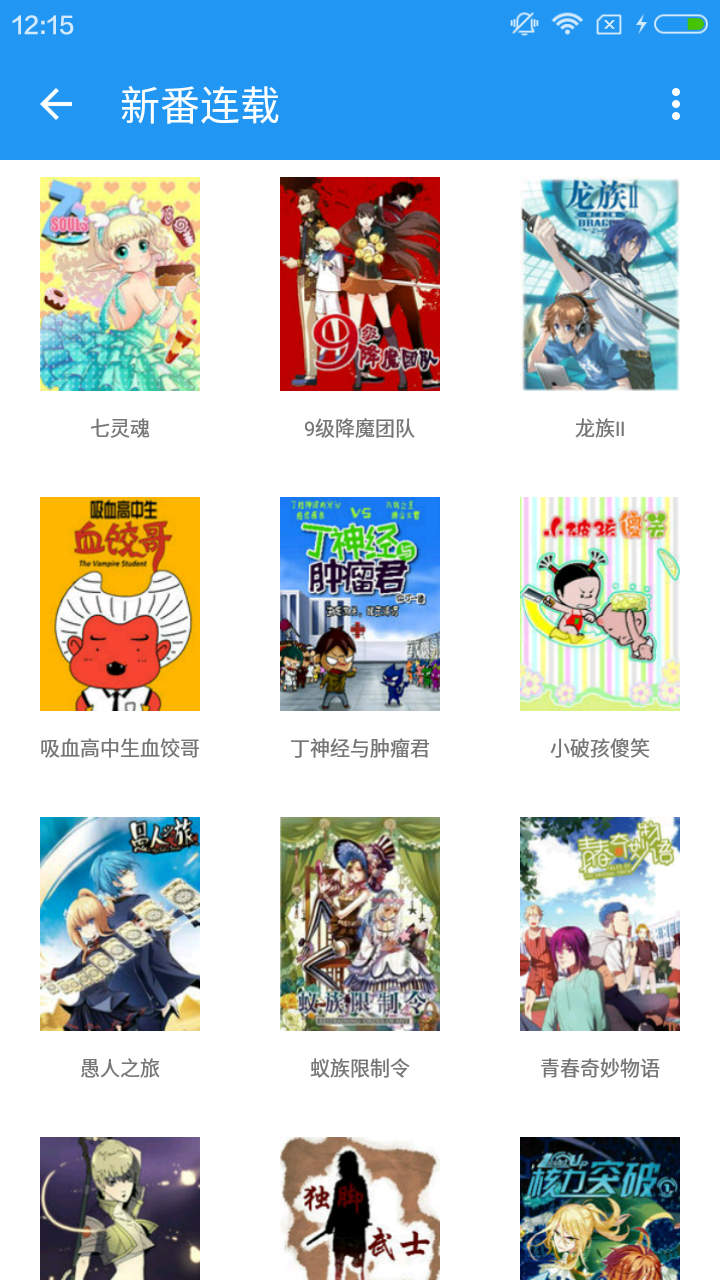 12:15
新番连载
7
SOULS
9级
降魔团队
龙族II
七灵魂
9级降魔团队
龙族II
吸血高中生
血饺哥
The Vampire Student
VS
丁神经与
肿瘤君
小破孩傻笑
吸血高中生血饺哥
丁神经与肿瘤君
小破孩傻笑
愚人之旅
蚁族限制令
青春奇妙物语
愚人之旅
蚁族限制令
青春奇妙物语
独脚
武士
核力突破